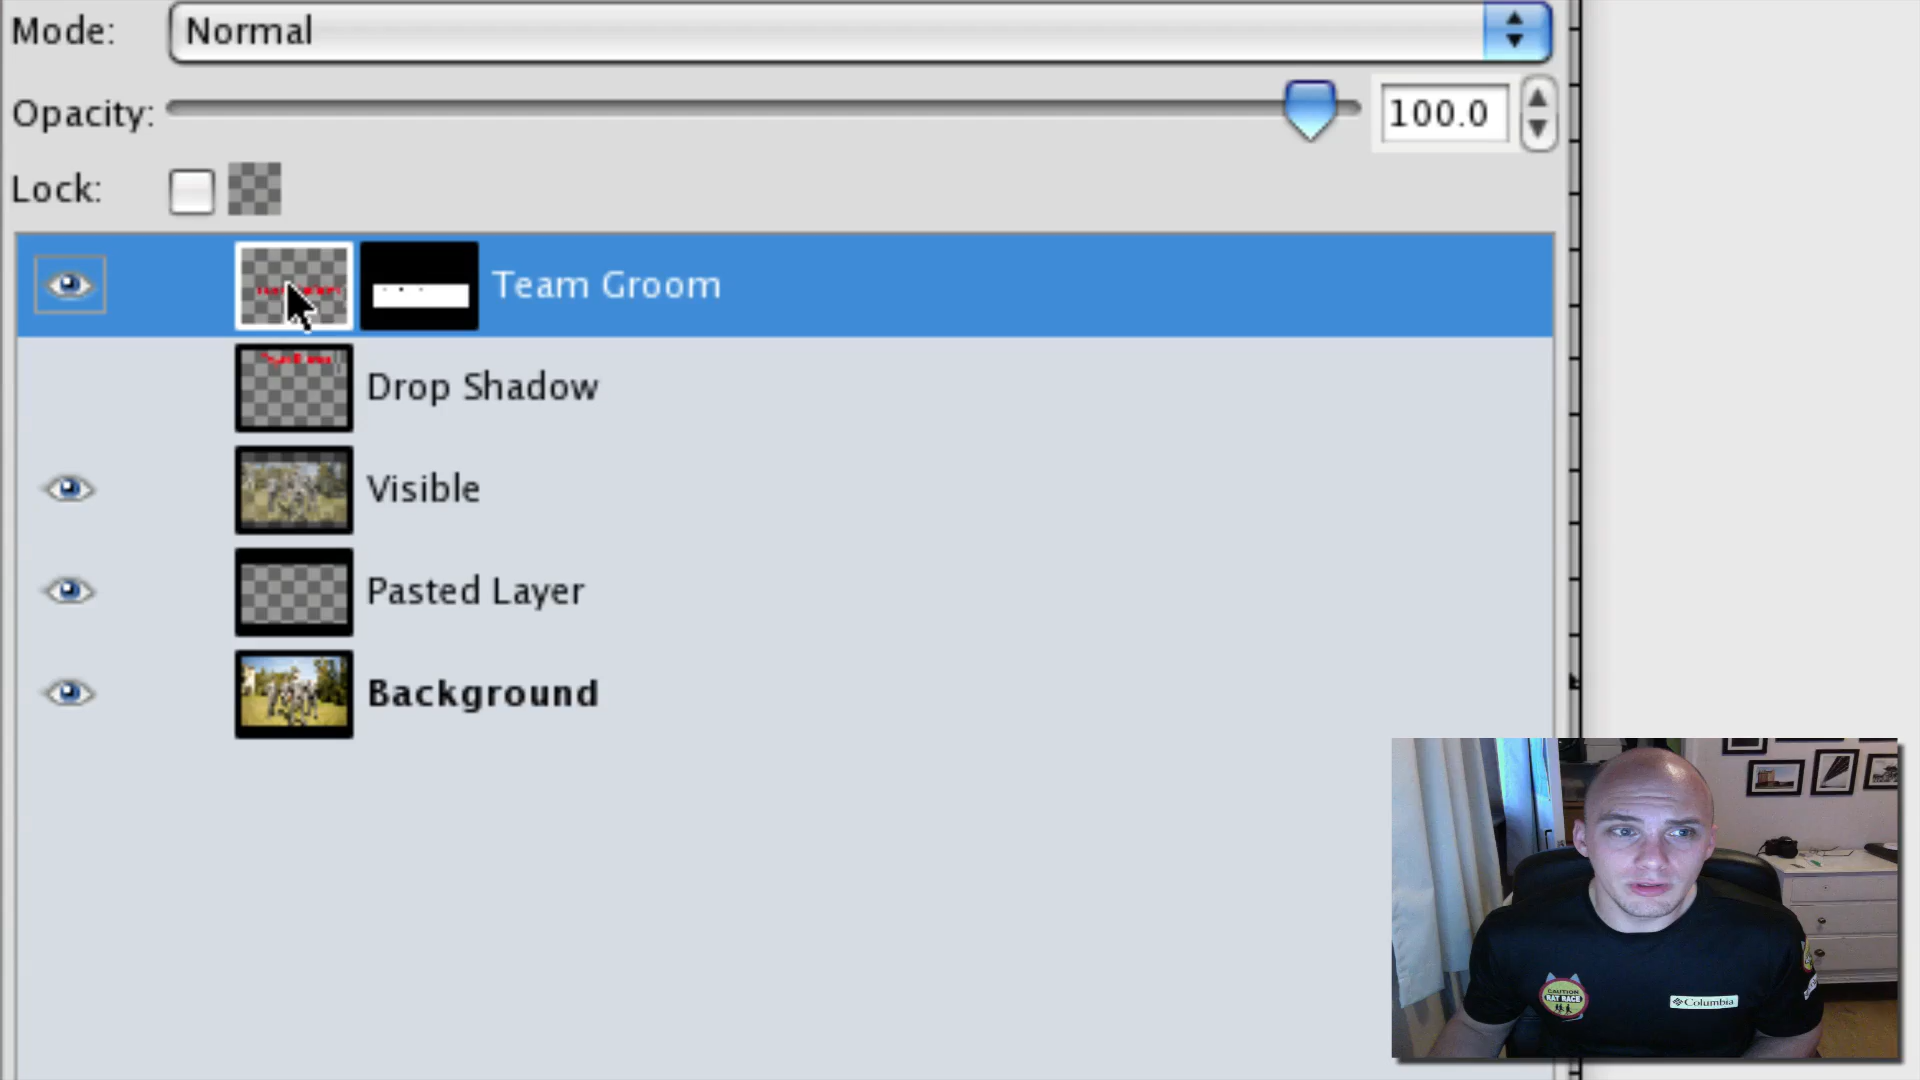 Mode: Normal
Opacity: 100.0
Lock:
Team Groom
Drop Shadow
Visible
Pasted Layer
Background
CAUTION
RAT RACE
Columbia